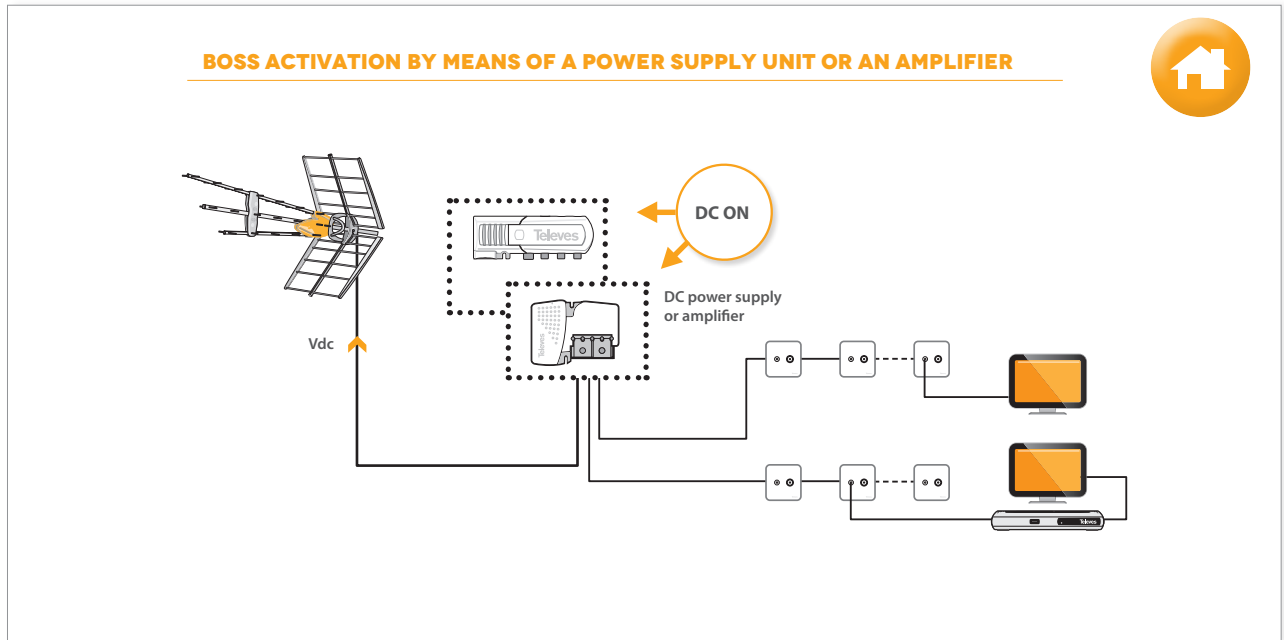 BOSS ACTIVATION BY MEANS OF A POWER SUPPLY UNIT OR AN AMPLIFIER
DC ON
Televes
DC power supply
or amplifier
Televes
Vdc
Televes